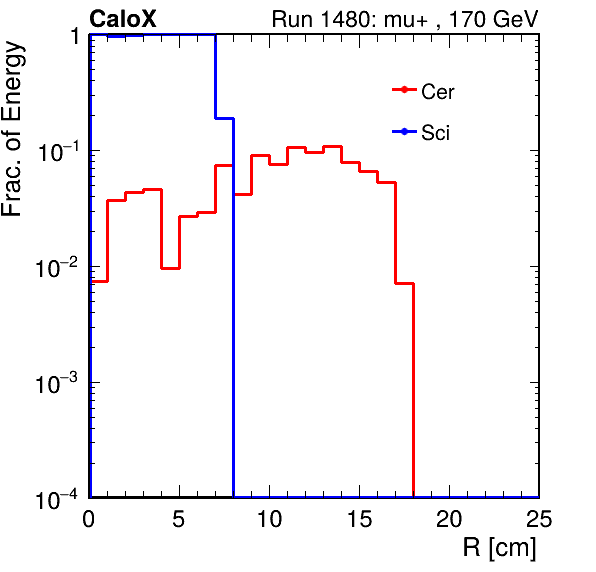 CaloX Run 1480: mu+ , 170 GeV
Frac. of Energy
1
10⁻¹
10⁻²
10⁻³
10⁻⁴
Cer
Sci
0 5 10 15 20 25
R [cm]